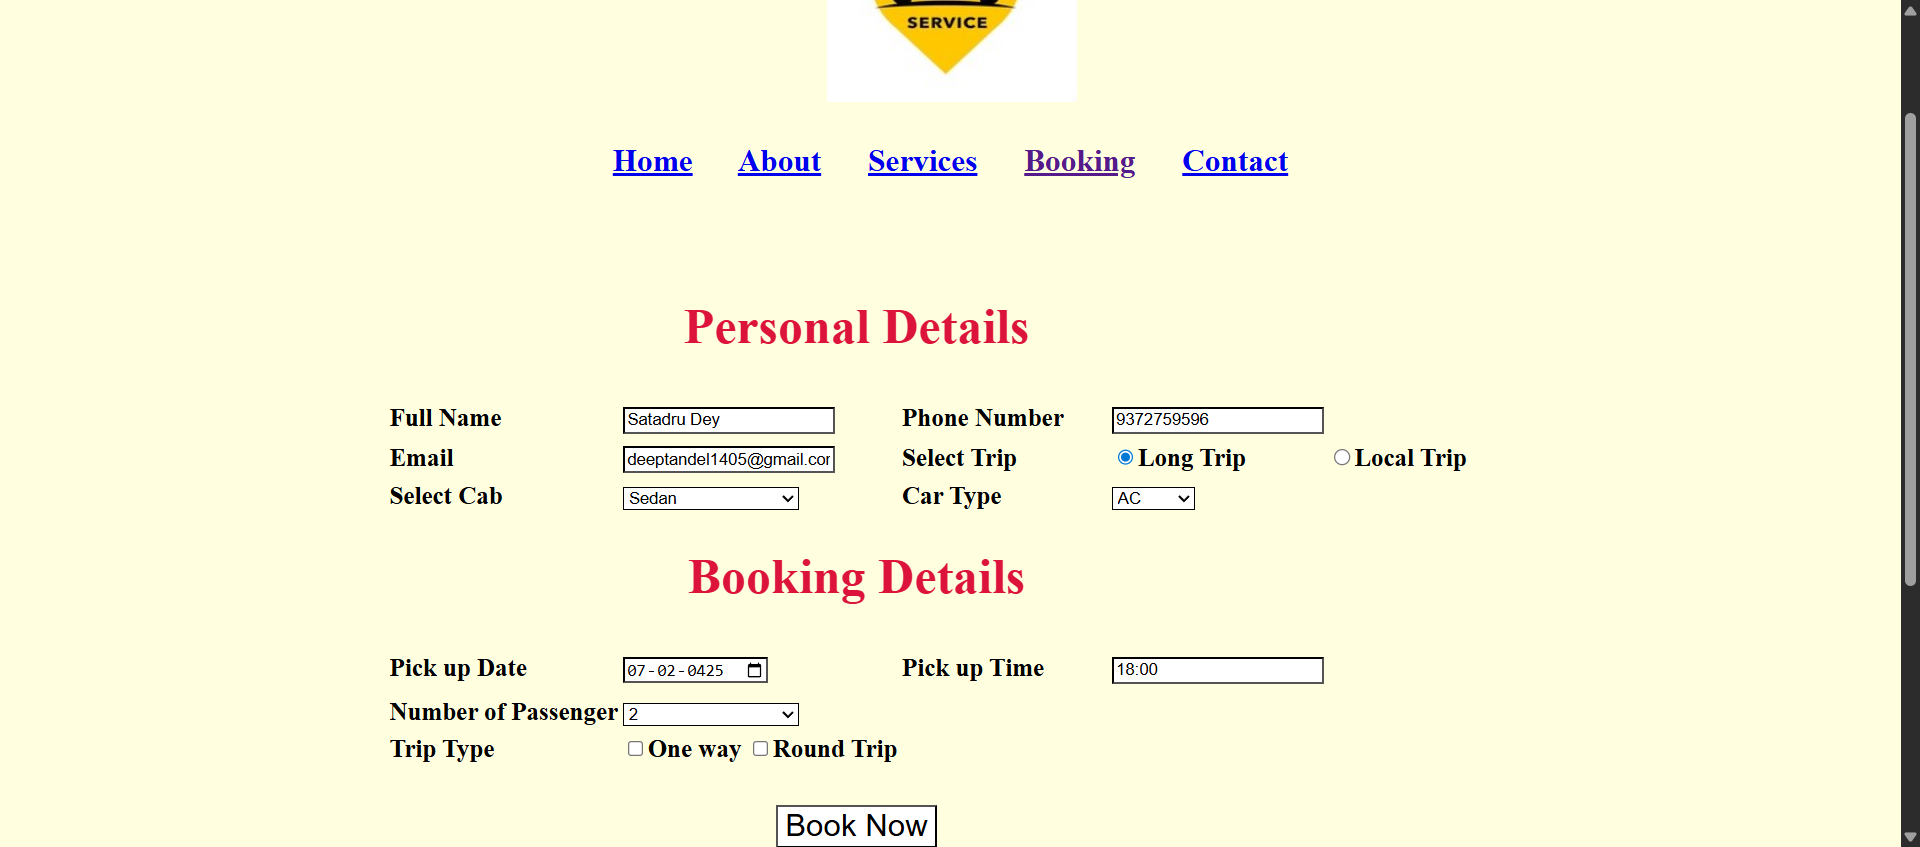 SERVICE
Home About Services Booking Contact
Personal Details
Full Name Satadru Dey Phone Number 9372759596
Email deeptandel1405@gmail.cor Select Trip Long Trip Local Trip
Select Cab Sedan Car Type AC
Booking Details
Pick up Date 07-02-0425 Pick up Time 18:00
Number of Passenger 2
Trip Type One way Round Trip
Book Now